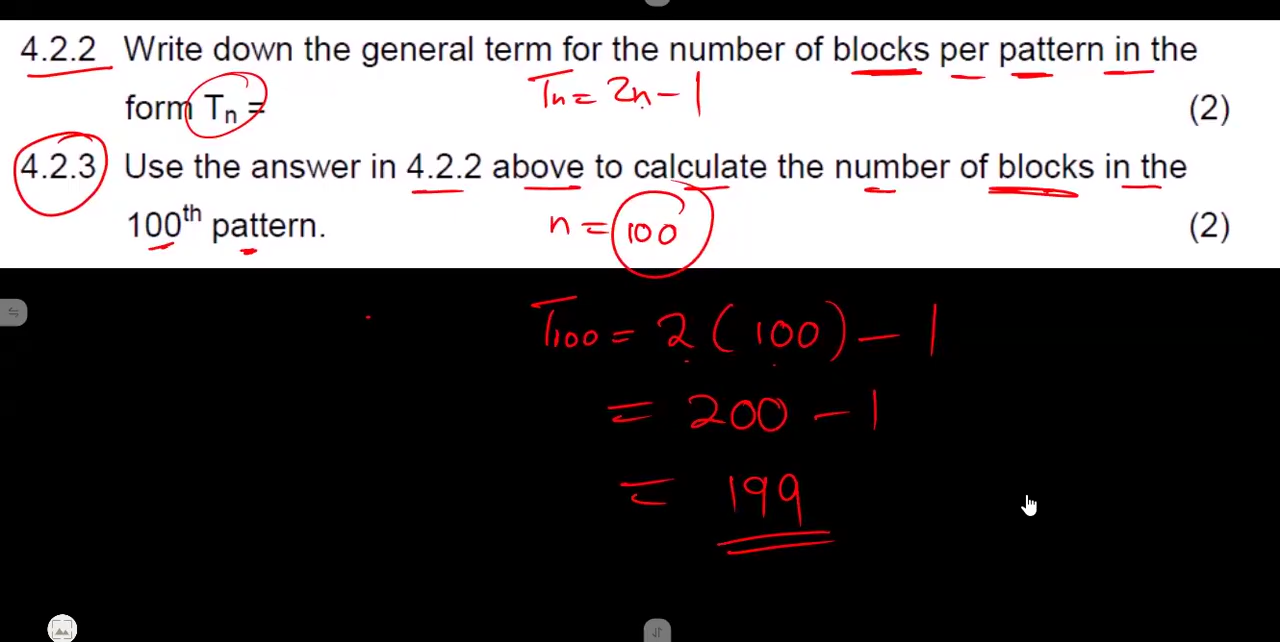 4.2.2 Write down the general term for the number of blocks per pattern in the
form Tn = (2)
Tn = 2n - 1
4.2.3 Use the answer in 4.2.2 above to calculate the number of blocks in the
100th pattern. (2)
n = 100
T100 = 2 (100) - 1
= 200 - 1
= 199